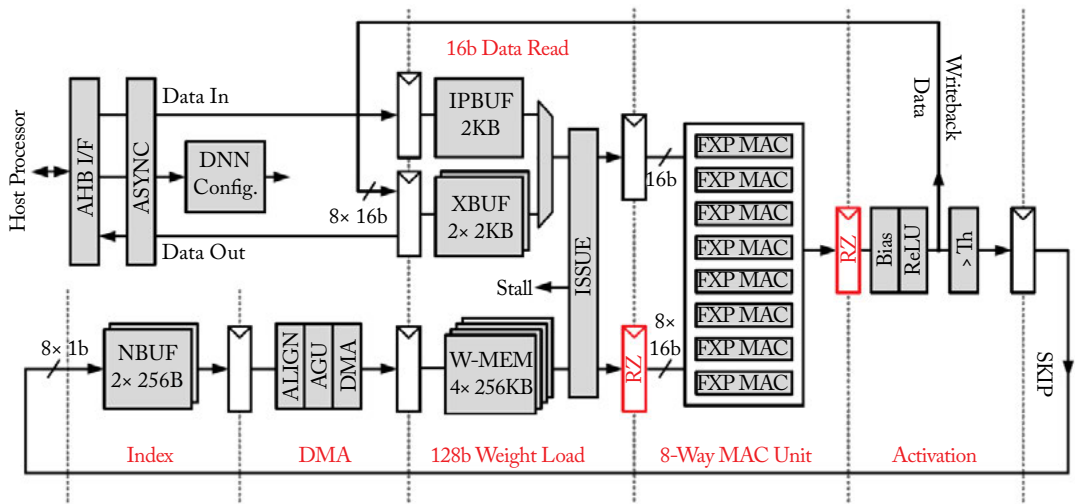 16b Data Read
Host Processor
AHB I/F
ASYNC
Data In
DNN
Config.
Data Out
8× 16b
IPBUF
2KB
XBUF
2× 2KB
Stall
ISSUE
16b
8×
16b
RZ
FXP MAC
FXP MAC
FXP MAC
FXP MAC
FXP MAC
FXP MAC
FXP MAC
FXP MAC
RZ
Bias
ReLU
Writeback
Data
> Th
SKIP
8× 1b
NBUF
2× 256B
ALIGN
AGU
DMA
W-MEM
4× 256KB
Index
DMA
128b Weight Load
8-Way MAC Unit
Activation